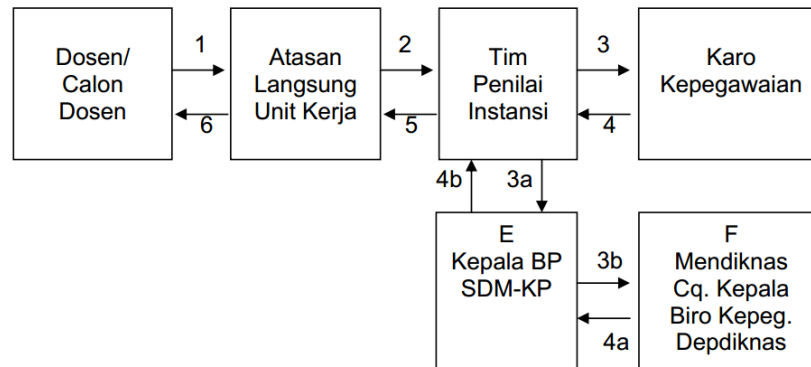 Dosen/
Calon
Dosen
1
6
Atasan
Langsung
Unit Kerja
2
5
Tim
Penilai
Instansi
3
4
Karo
Kepegawaian
4b
3a
E
Kepala BP
SDM-KP
3b
4a
F
Mendiknas
Cq. Kepala
Biro Kepeg.
Depdiknas